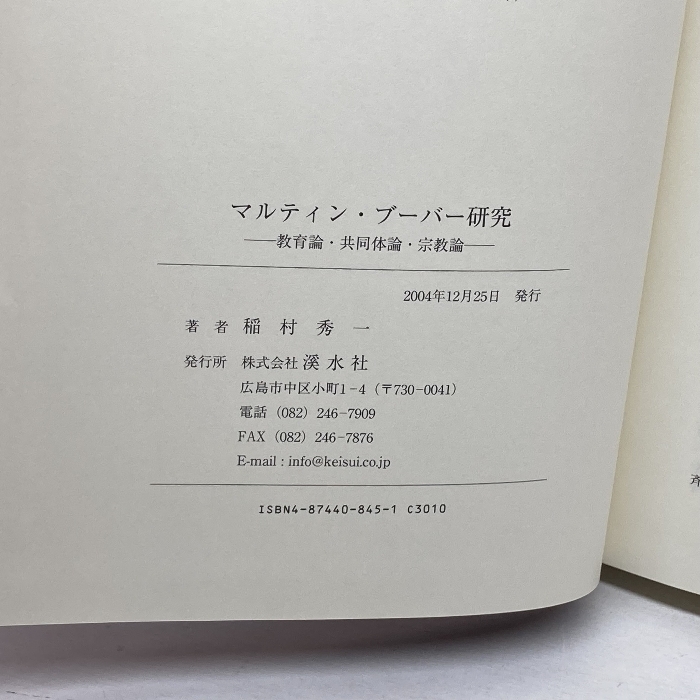 マルティン・ブーバー研究
――教育論・共同体論・宗教論――
2004年12月25日 発行
著 者 稲 村 秀 一
発行所 株式会社 溪 水 社
広島市中区小町1-4(〒730-0041)
電話(082)246-7909
FAX(082)246-7876
E-mail : info@keisui.co.jp
ISBN4-87440-845-1 C3010